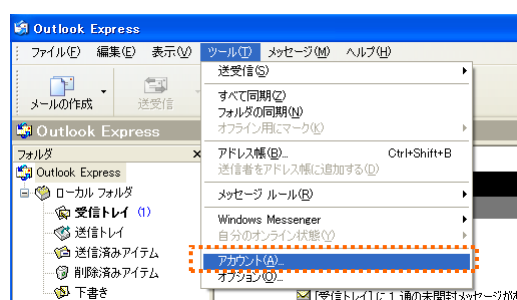 Outlook Express
ファイル(F) 編集(E) 表示(V) ツール(T) メッセージ(M) ヘルプ(H)
メールの作成 送受信
送受信(S)
すべて同期(Z)
フォルダの同期(N)
オフライン用にマーク(K)
アドレス帳(B)... Ctrl+Shift+B
送信者をアドレス帳に追加する(D)
メッセージ ルール(R)
Windows Messenger
自分のオンライン状態(Y)
アカウント(A)...
オプション(O)...
Outlook Express
フォルダ ×
Outlook Express
ローカル フォルダ
受信トレイ (1)
送信トレイ
送信済みアイテム
削除済みアイテム
下書き
[受信トレイ]に 1 通の未開封メッセージが